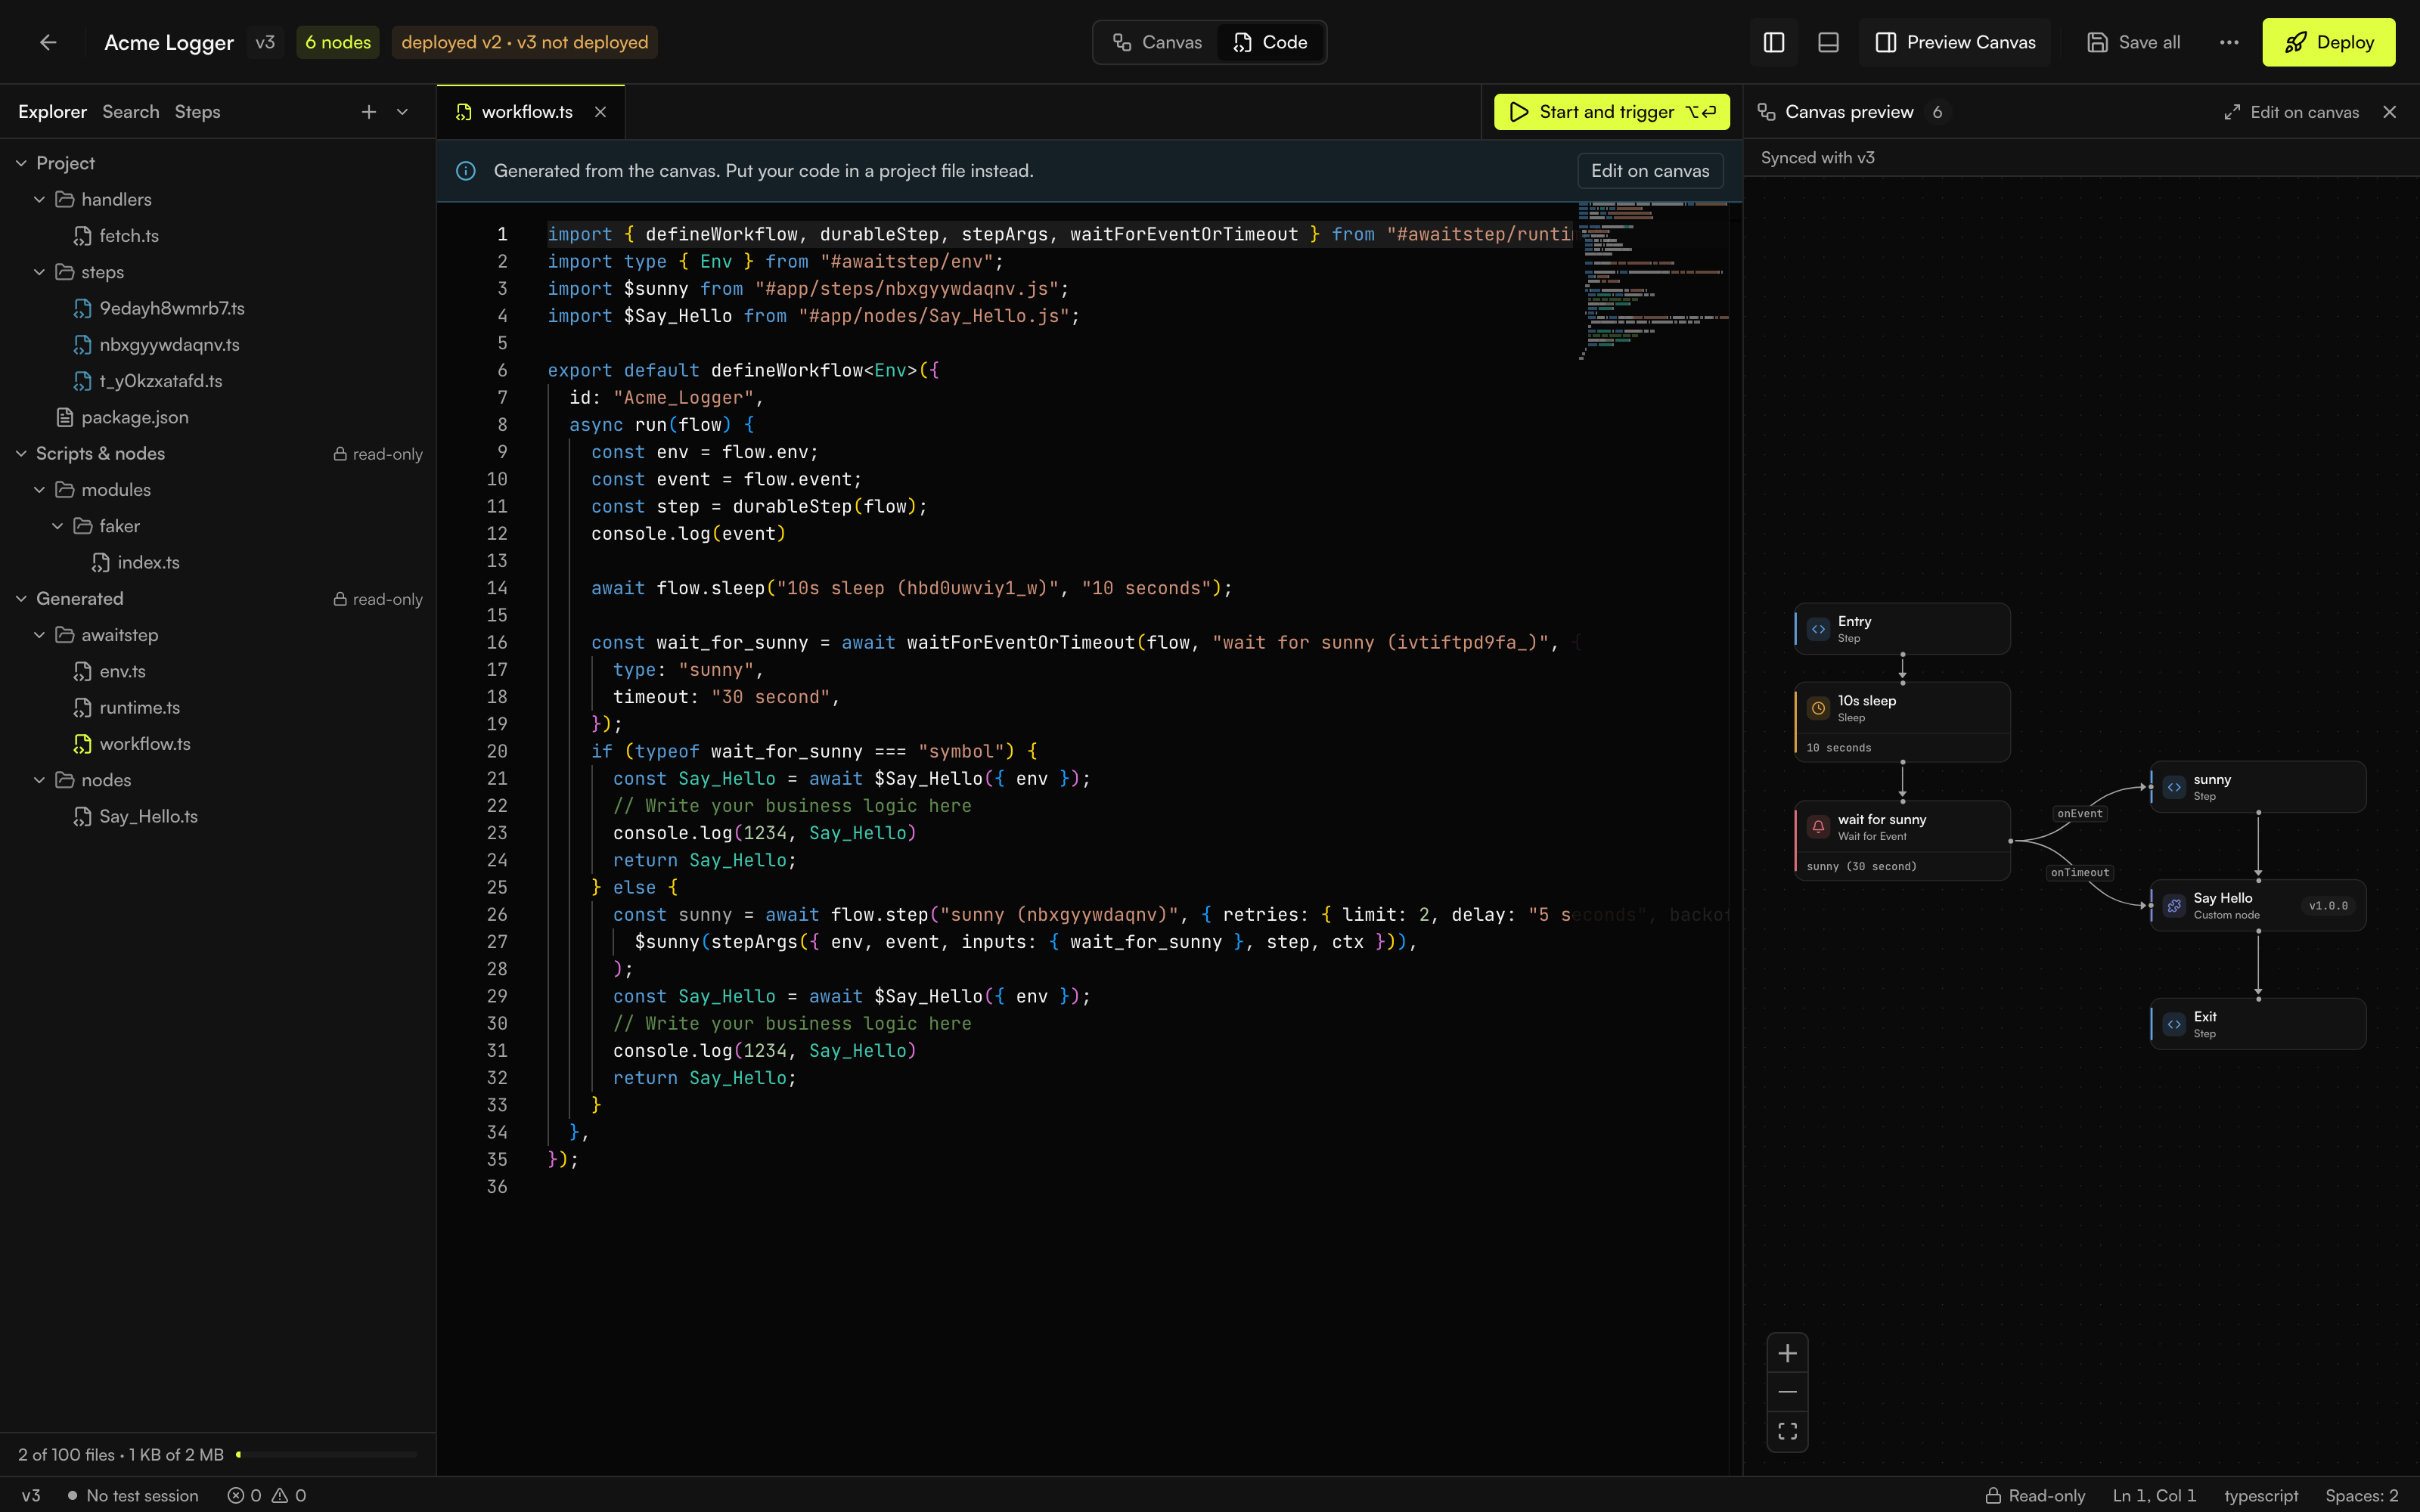 Acme Logger v3 6 nodes deployed v2 · v3 not deployed Canvas Code Preview Canvas Save all Deploy
Explorer Search Steps
Project
handlers
fetch.ts
steps
9edayh8wmrb7.ts
nbxgyywdaqnv.ts
t_y0kzxatafd.ts
package.json
Scripts & nodes read-only
modules
faker
index.ts
Generated read-only
awaitstep
env.ts
runtime.ts
workflow.ts
nodes
Say_Hello.ts
2 of 100 files · 1 KB of 2 MB
workflow.ts Start and trigger ⌥↵
Generated from the canvas. Put your code in a project file instead. Edit on canvas
1 import { defineWorkflow, durableStep, stepArgs, waitForEventOrTimeout } from "#awaitstep/runti
2 import type { Env } from "#awaitstep/env";
3 import $sunny from "#app/steps/nbxgyywdaqnv.js";
4 import $Say_Hello from "#app/nodes/Say_Hello.js";
5
6 export default defineWorkflow<Env>({
7 id: "Acme_Logger",
8 async run(flow) {
9 const env = flow.env;
10 const event = flow.event;
11 const step = durableStep(flow);
12 console.log(event)
13
14 await flow.sleep("10s sleep (hbd0uwviy1_w)", "10 seconds");
15
16 const wait_for_sunny = await waitForEventOrTimeout(flow, "wait for sunny (ivtiftpd9fa_)", {
17 type: "sunny",
18 timeout: "30 second",
19 });
20 if (typeof wait_for_sunny === "symbol") {
21 const Say_Hello = await $Say_Hello({ env });
22 // Write your business logic here
23 console.log(1234, Say_Hello)
24 return Say_Hello;
25 } else {
26 const sunny = await flow.step("sunny (nbxgyywdaqnv)", { retries: { limit: 2, delay: "5 seconds", backof
27 $sunny(stepArgs({ env, event, inputs: { wait_for_sunny }, step, ctx })),
28 );
29 const Say_Hello = await $Say_Hello({ env });
30 // Write your business logic here
31 console.log(1234, Say_Hello)
32 return Say_Hello;
33 }
34 },
35 });
36
Canvas preview 6 Edit on canvas
Synced with v3
Entry
Step
10s sleep
Sleep
10 seconds
wait for sunny
Wait for Event
sunny (30 second)
onEvent
onTimeout
sunny
Step
Say Hello
Custom node
v1.0.0
Exit
Step
v3 No test session 0 0 Read-only Ln 1, Col 1 typescript Spaces: 2